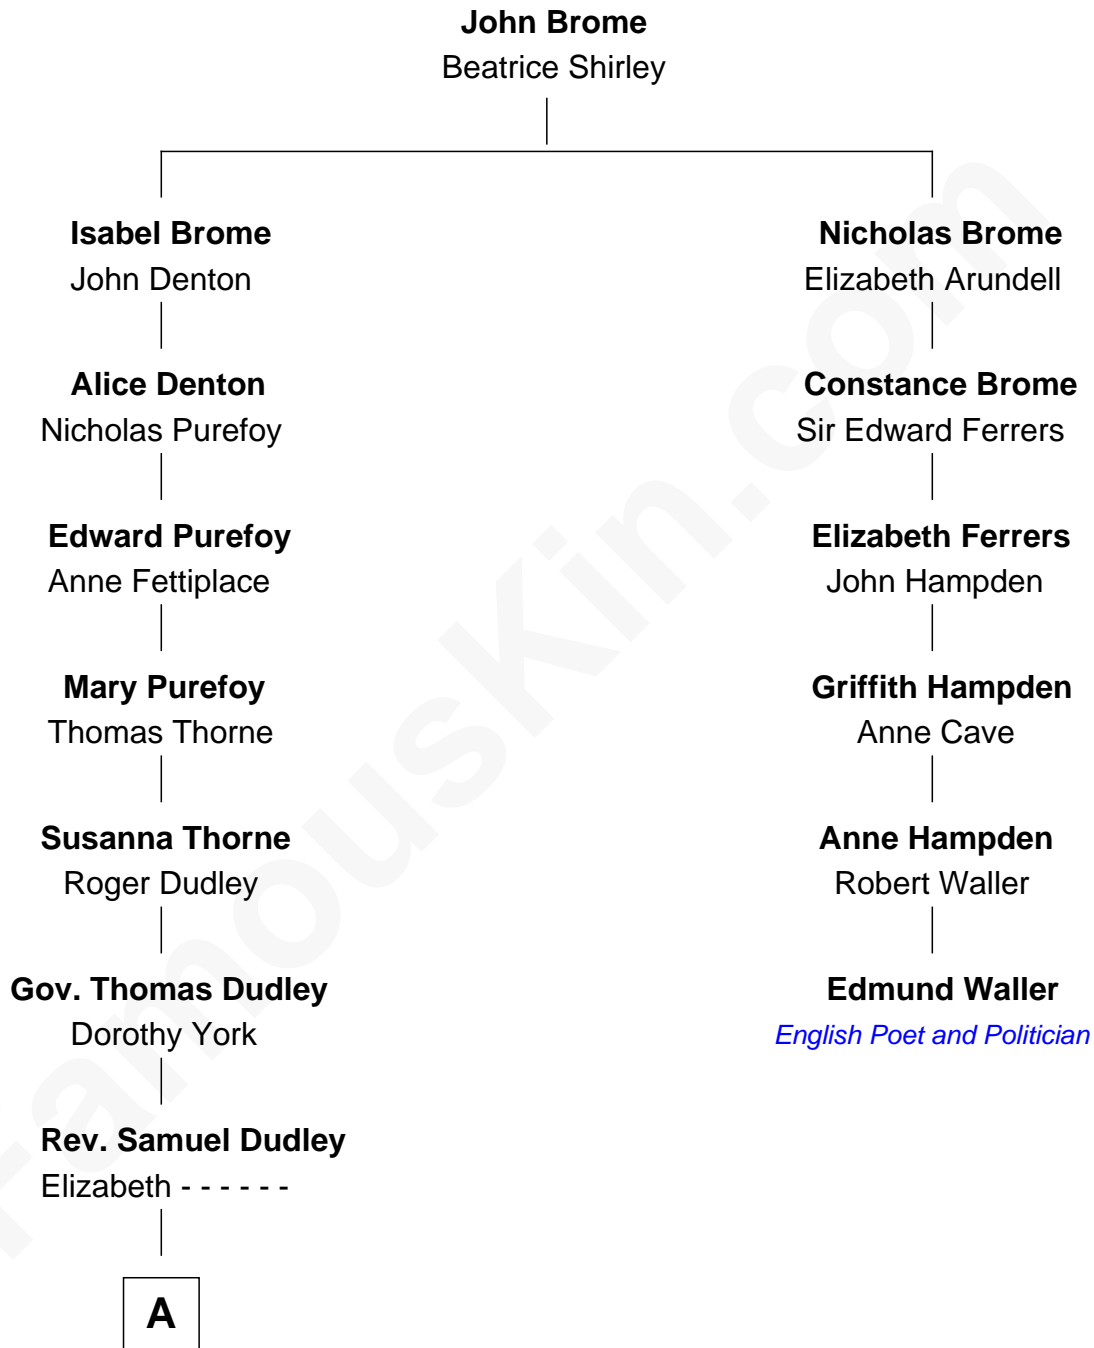 John Brome
Beatrice Shirley
Isabel Brome
John Denton
Nicholas Brome
Elizabeth Arundell
Alice Denton
Nicholas Purefoy
Constance Brome
Sir Edward Ferrers
Edward Purefoy
Anne Fettiplace
Elizabeth Ferrers
John Hampden
Mary Purefoy
Thomas Thorne
Griffith Hampden
Anne Cave
Susanna Thorne
Roger Dudley
Anne Hampden
Robert Waller
Gov. Thomas Dudley
Dorothy York
Edmund Waller
English Poet and Politician
Rev. Samuel Dudley
Elizabeth - - - - - -
A
FamousKin.com